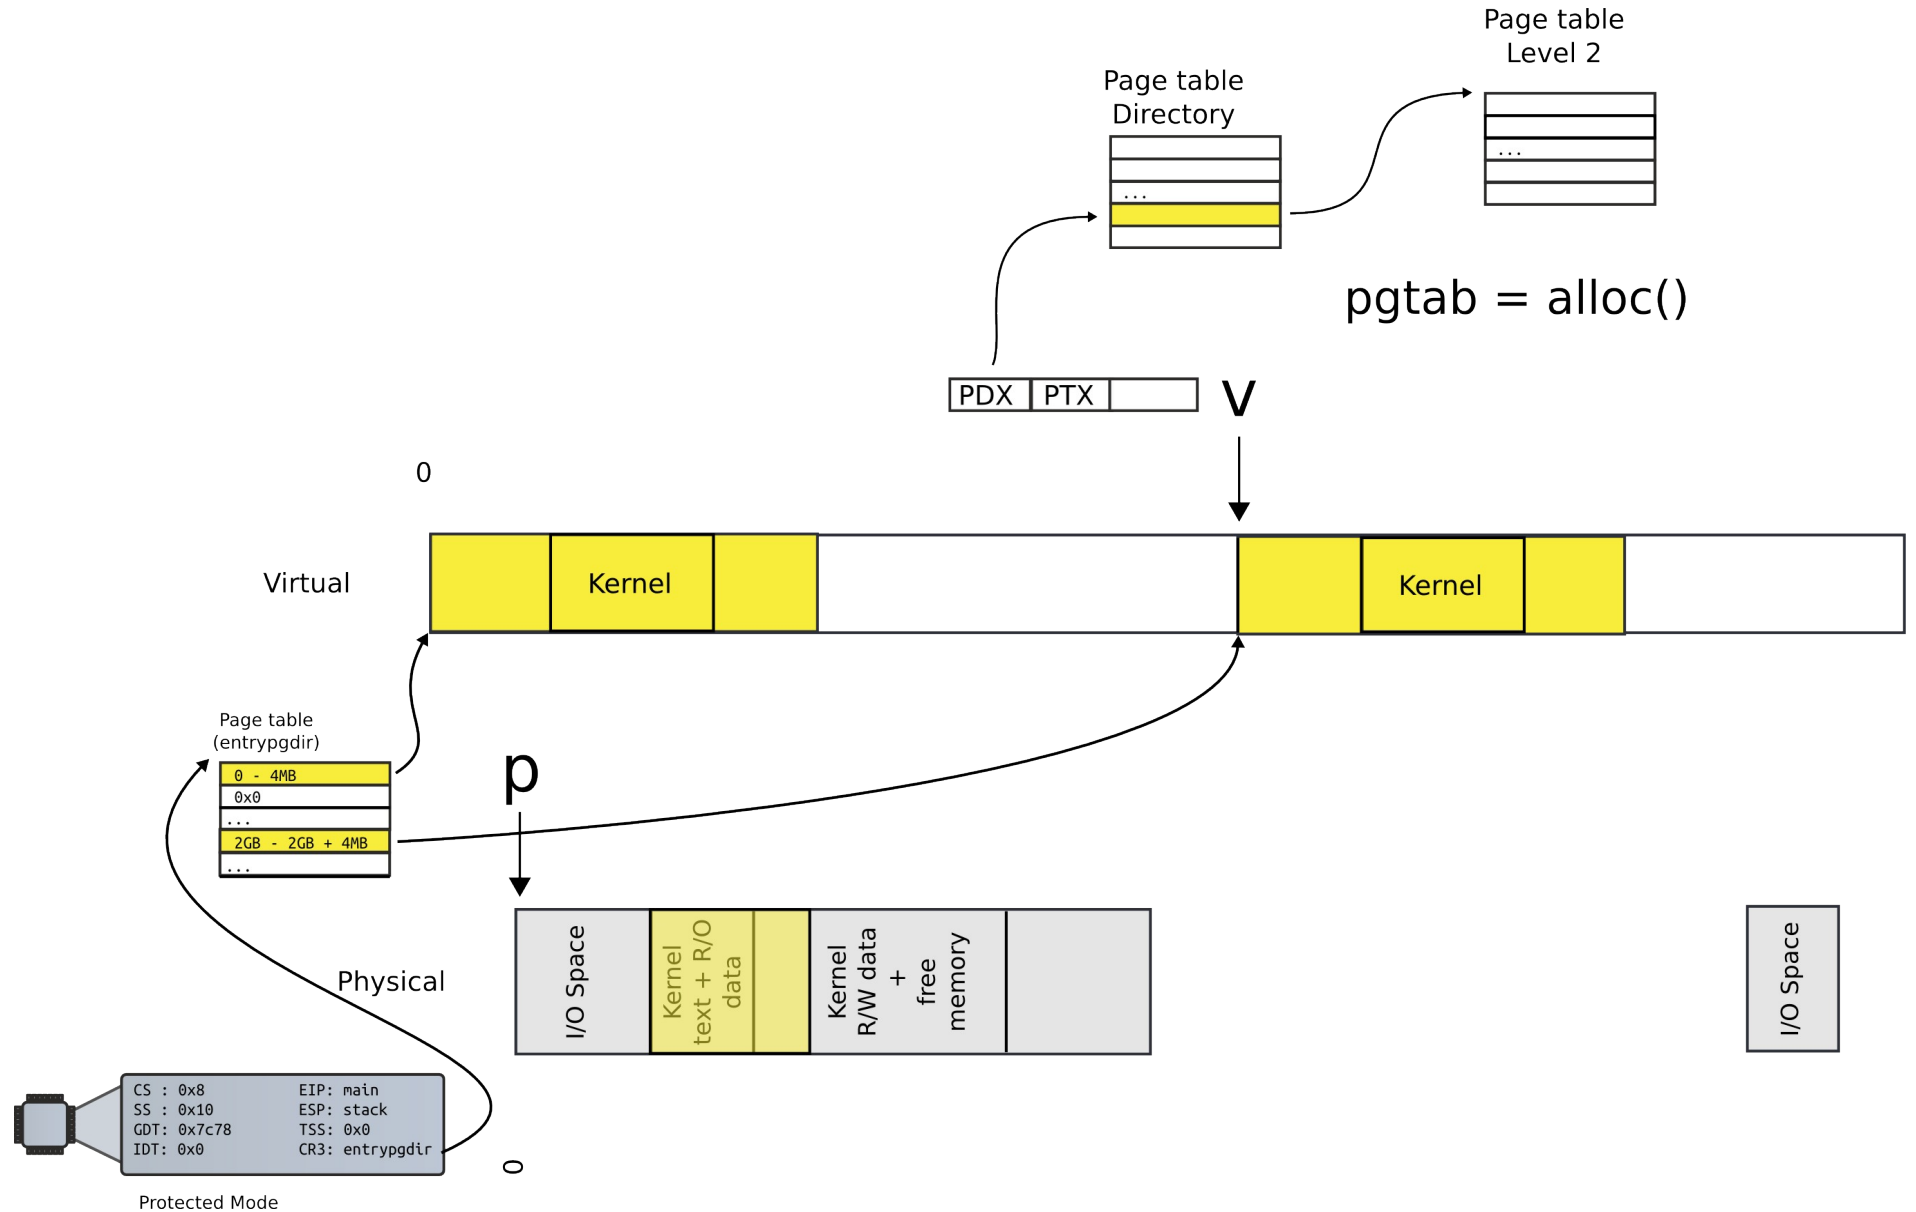 Page table
Level 2
Page table
Directory
...
...
pgtab = alloc()
PDX PTX
v
0
Virtual
Kernel
Kernel
Page table
(entrypgdir)
0 - 4MB
0x0
...
2GB - 2GB + 4MB
...
p
Physical
I/O Space
Kernel
text + R/O
data
Kernel
R/W data
+
free
memory
I/O Space
CS : 0x8 EIP: main
SS : 0x10 ESP: stack
GDT: 0x7c78 TSS: 0x0
IDT: 0x0 CR3: entrypgdir
0
Protected Mode